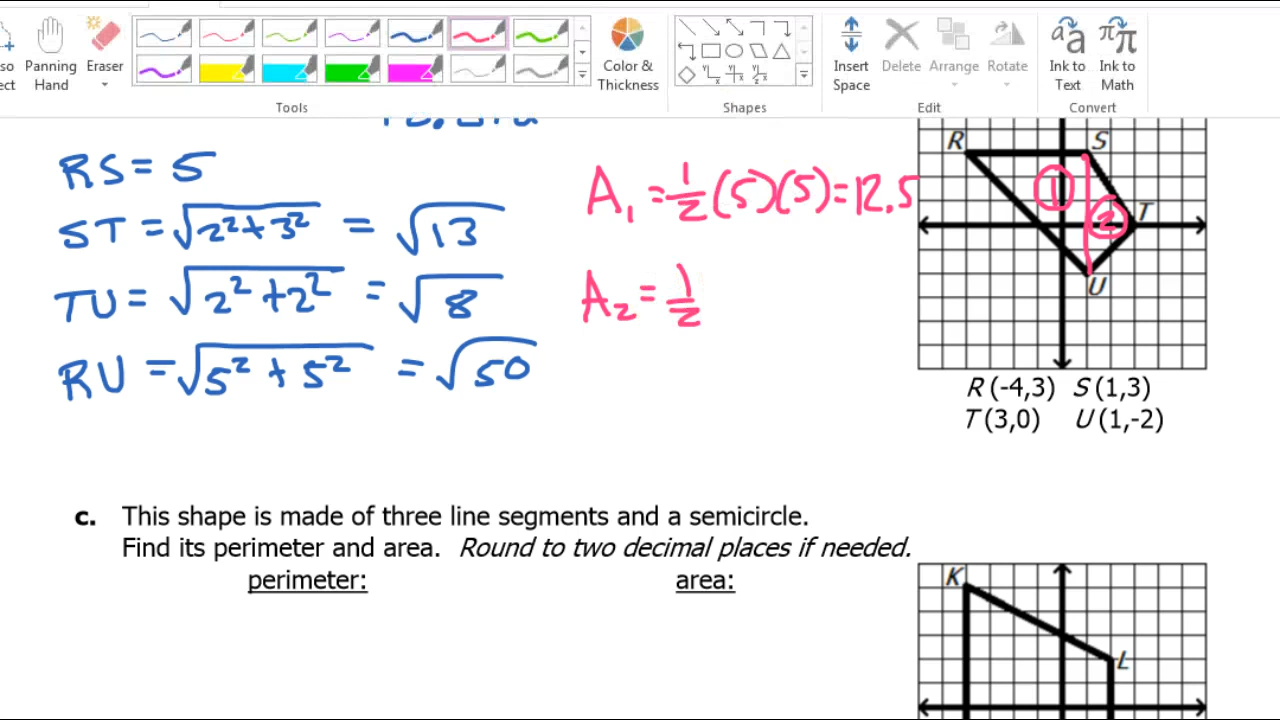 so Panning Eraser Color & Insert Delete Arrange Rotate Ink to Ink to
ect Hand Thickness Space Text Math
Tools Shapes Edit Convert
RS = 5
ST = √2²+3² = √13
TU = √2²+2² = √8
RU = √5²+5² = √50
A₁ = 1/2 (5)(5) = 12.5
A₂ = 1/2
R S
1
2 T
U
R (-4,3) S (1,3)
T (3,0) U (1,-2)
c. This shape is made of three line segments and a semicircle.
Find its perimeter and area. Round to two decimal places if needed.
perimeter: area:
K
L